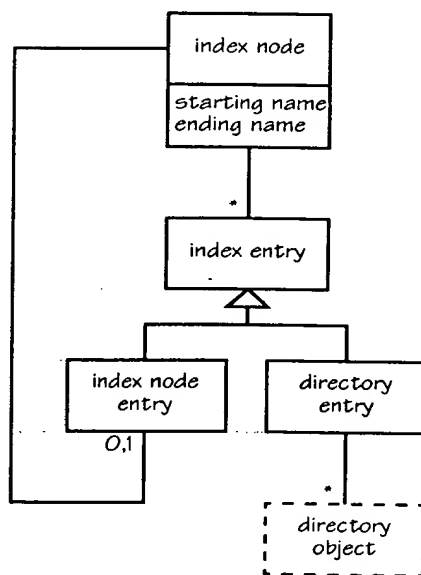 index node
starting name
ending name
*
index entry
index node
entry
directory
entry
0,1
*
directory
object